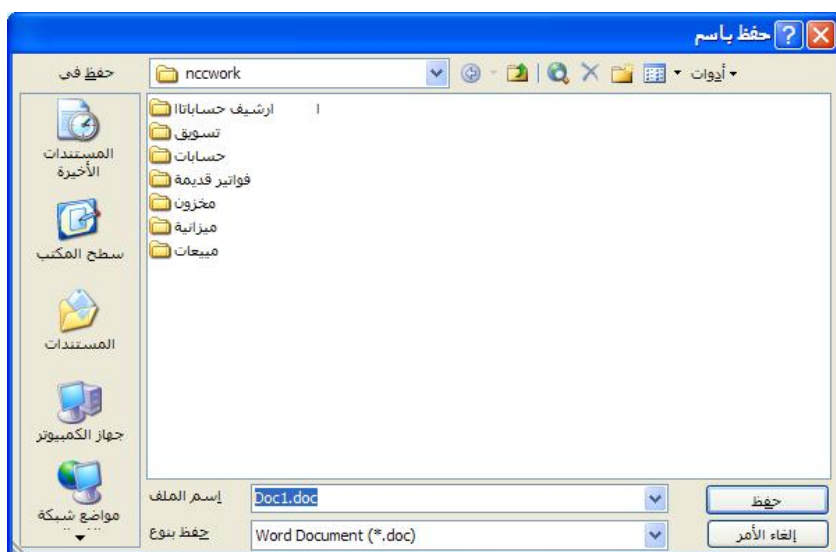 حفظ باسم
حفظ في
nccwork
أدوات
المستندات
الأخيرة
سطح المكتب
المستندات
جهاز الكمبيوتر
مواضع شبكة
ارشيف حساباتاا ا
تسويق
حسابات
فواتير قديمة
مخزون
ميزانية
مبيعات
إسم الملف
Doc1.doc
حفظ
حفظ بنوع
Word Document (*.doc)
إلغاء الأمر